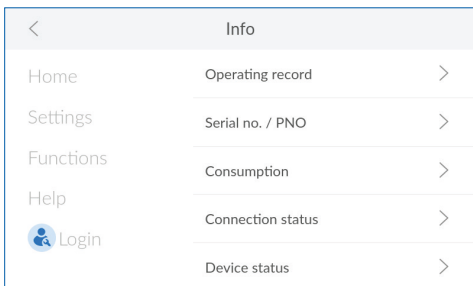 Info
Home
Settings
Functions
Help
Login
Operating record
Serial no. / PNO
Consumption
Connection status
Device status